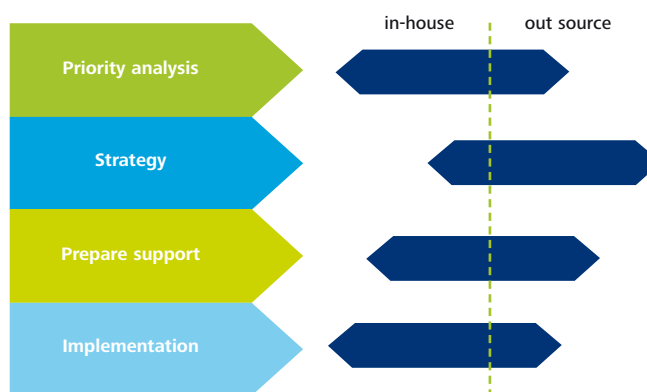 in-house out source
Priority analysis
Strategy
Prepare support
Implementation